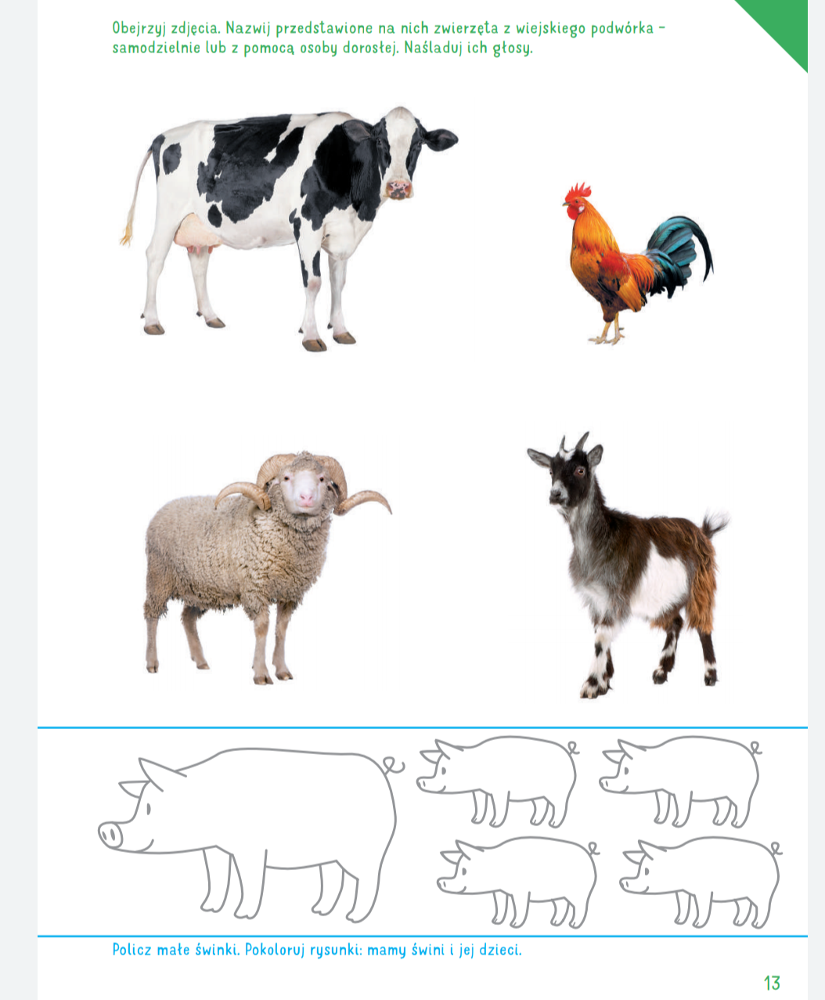 Obejrzyj zdjęcia. Nazwij przedstawione na nich zwierzęta z wiejskiego podwórka –
samodzielnie lub z pomocą osoby dorosłej. Naśladuj ich głosy.
Policz małe świnki. Pokoloruj rysunki: mamy świni i jej dzieci.
13